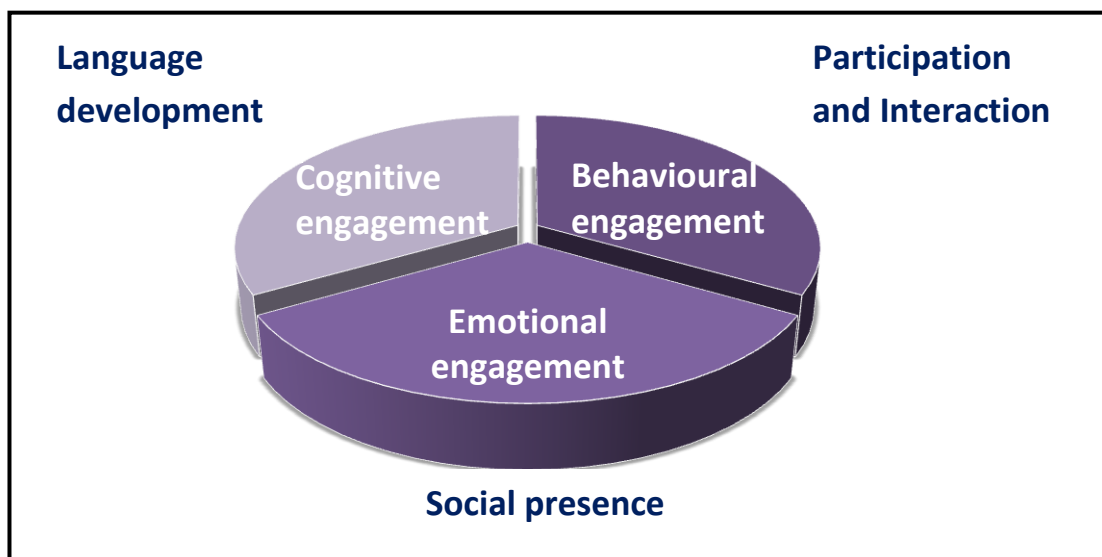 Language
development
Participation
and Interaction
Cognitive
engagement
Behavioural
engagement
Emotional
engagement
Social presence